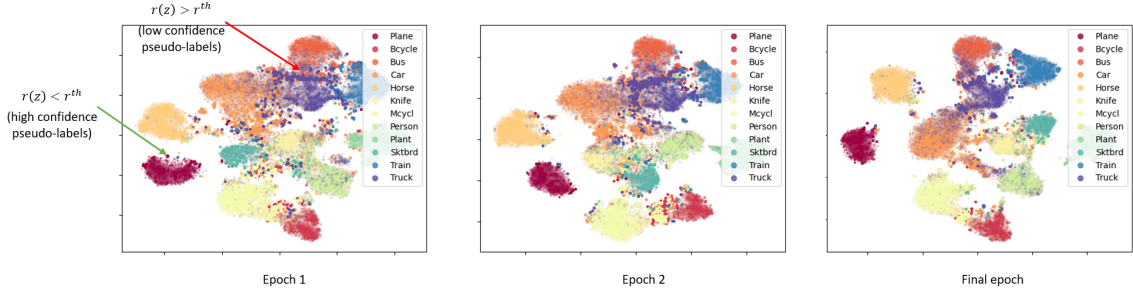 r(z) > r^th
(low confidence
pseudo-labels)
r(z) < r^th
(high confidence
pseudo-labels)
Plane
Bcycle
Bus
Car
Horse
Knife
Mcycl
Person
Plant
Sktbrd
Train
Truck
Epoch 1
Plane
Bcycle
Bus
Car
Horse
Knife
Mcycl
Person
Plant
Sktbrd
Train
Truck
Epoch 2
Plane
Bcycle
Bus
Car
Horse
Knife
Mcycl
Person
Plant
Sktbrd
Train
Truck
Final epoch